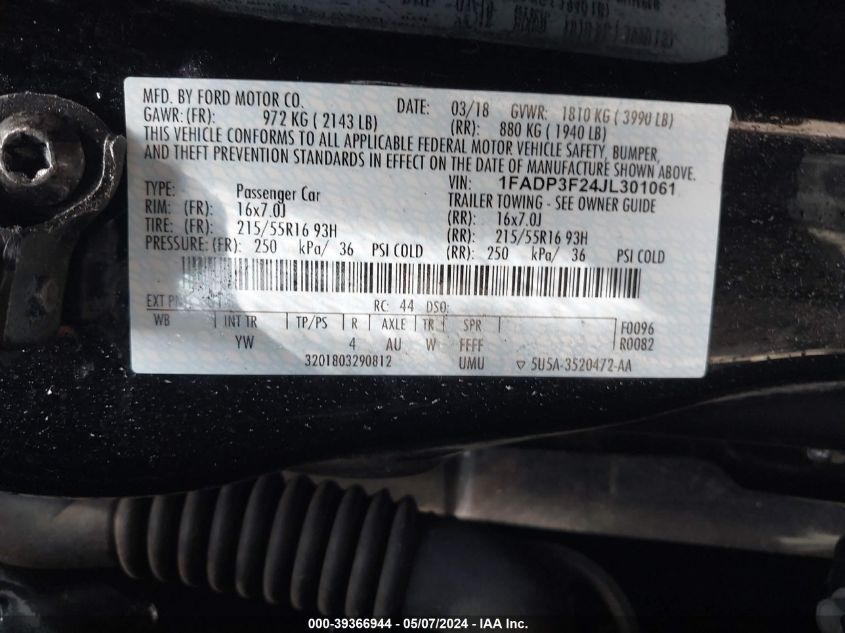 MFD. BY FORD MOTOR CO. DATE: 03/18 GVWR: 1810 KG ( 3990 LB)
GAWR:(FR): 972 KG ( 2143 LB) (RR): 880 KG ( 1940 LB)
THIS VEHICLE CONFORMS TO ALL APPLICABLE FEDERAL MOTOR VEHICLE SAFETY, BUMPER,
AND THEFT PREVENTION STANDARDS IN EFFECT ON THE DATE OF MANUFACTURE SHOWN ABOVE.
VIN: 1FADP3F24JL301061
TYPE: Passenger Car TRAILER TOWING - SEE OWNER GUIDE
RIM: (FR): 16x7.0J (RR): 16x7.0J
TIRE: (FR): 215/55R16 93H (RR): 215/55R16 93H
PRESSURE:(FR): 250 kPa/ 36 PSI COLD (RR): 250 kPa/ 36 PSI COLD
EXT RC: 44 DSO:
WB INT TR TP/PS R AXLE TR SPR F0096
YW 4 AU W FFFF R0082
3201803290812 UMU ▽ 5U5A-3520472-AA
000-39366944 - 05/07/2024 - IAA Inc.